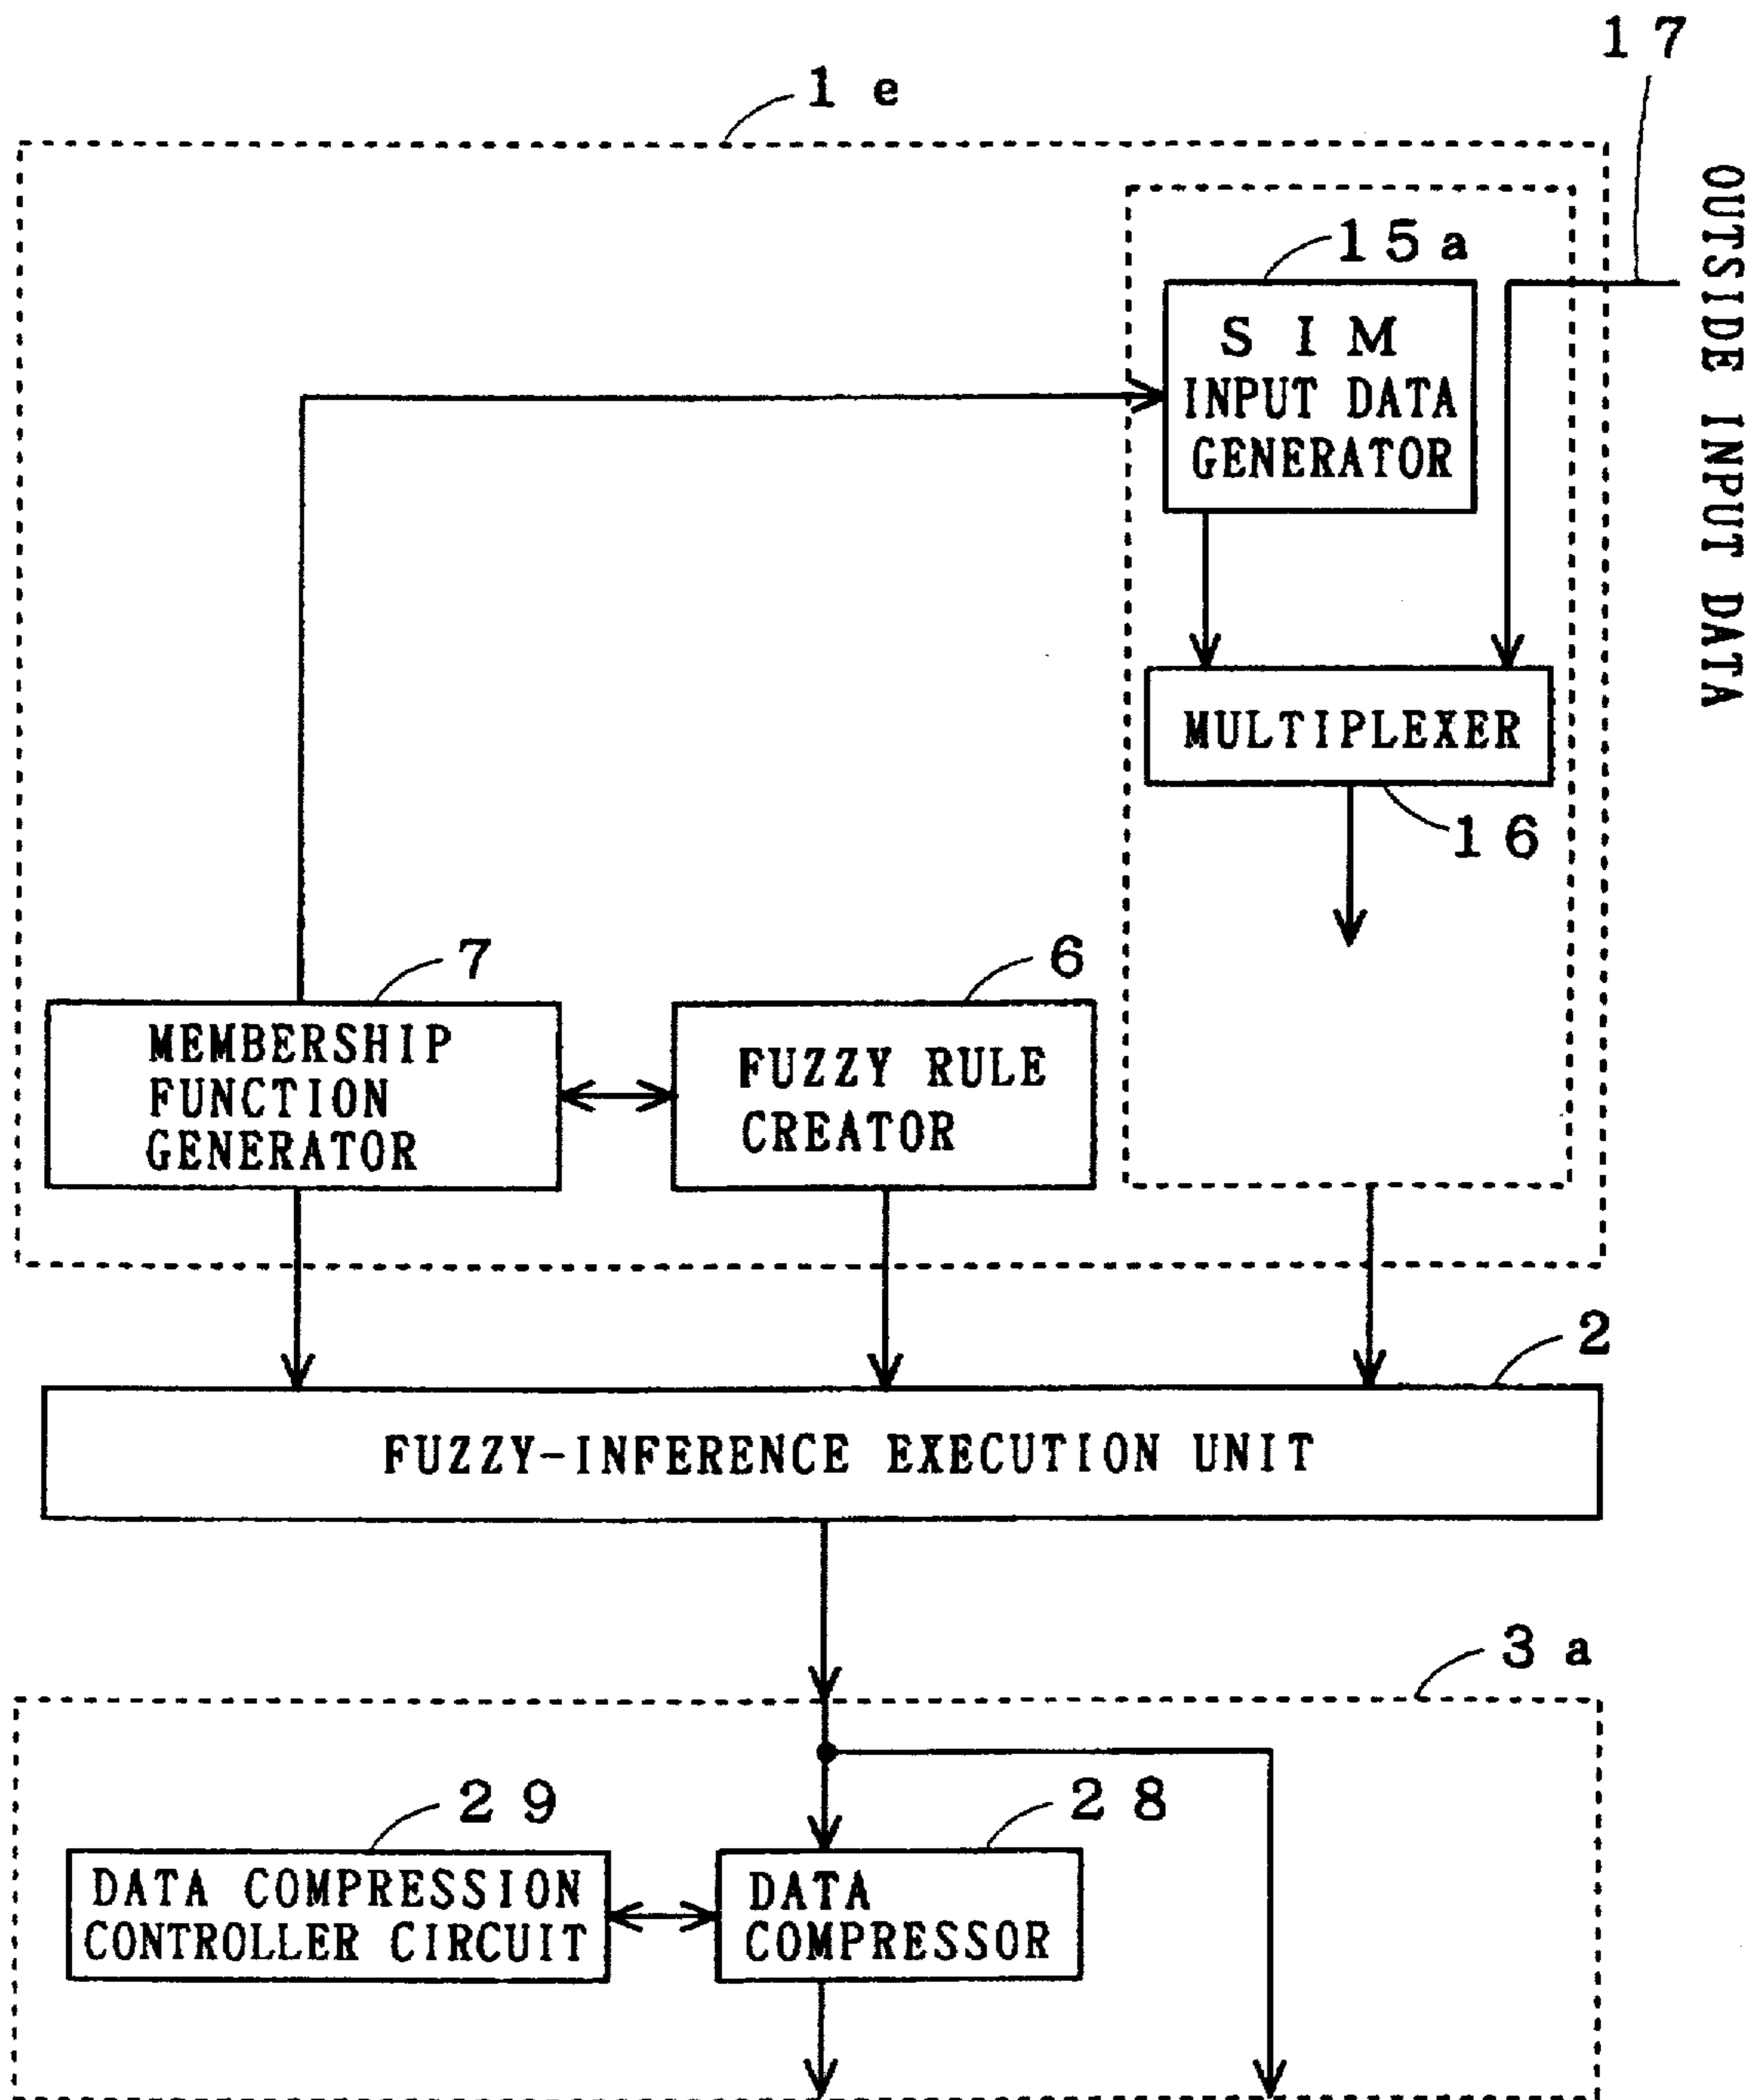 17
1e
OUTSIDE INPUT DATA
15a
SIM
INPUT DATA
GENERATOR
MULTIPLEXER
16
7
6
MEMBERSHIP
FUNCTION
GENERATOR
FUZZY RULE
CREATOR
2
FUZZY-INFERENCE EXECUTION UNIT
3a
29
28
DATA COMPRESSION
CONTROLLER CIRCUIT
DATA
COMPRESSOR